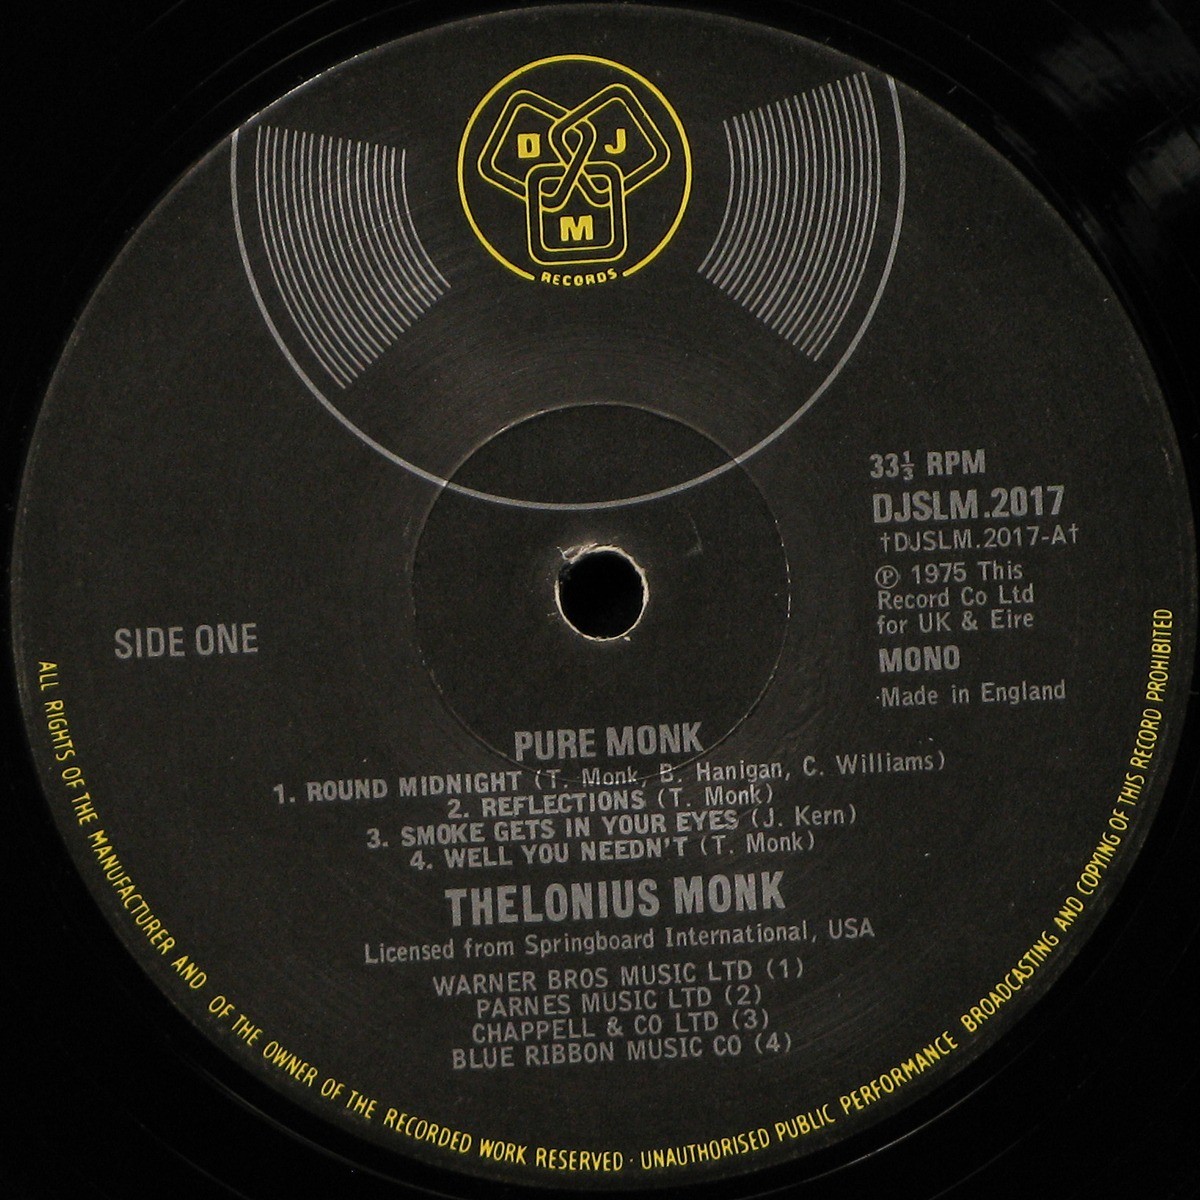 D J
M
RECORDS
33⅓ RPM
DJSLM.2017
†DJSLM.2017-A†
℗ 1975 This
Record Co Ltd
for UK & Eire
MONO
Made in England
SIDE ONE
PURE MONK
1. ROUND MIDNIGHT (T. Monk, B. Hanigan, C. Williams)
2. REFLECTIONS (T. Monk)
3. SMOKE GETS IN YOUR EYES (J. Kern)
4. WELL YOU NEEDN'T (T. Monk)
THELONIUS MONK
Licensed from Springboard International, USA
WARNER BROS MUSIC LTD (1)
PARNES MUSIC LTD (2)
CHAPPELL & CO LTD (3)
BLUE RIBBON MUSIC CO (4)
ALL RIGHTS OF THE MANUFACTURER AND OF THE OWNER OF THE RECORDED WORK RESERVED · UNAUTHORISED PUBLIC PERFORMANCE BROADCASTING AND COPYING OF THIS RECORD PROHIBITED